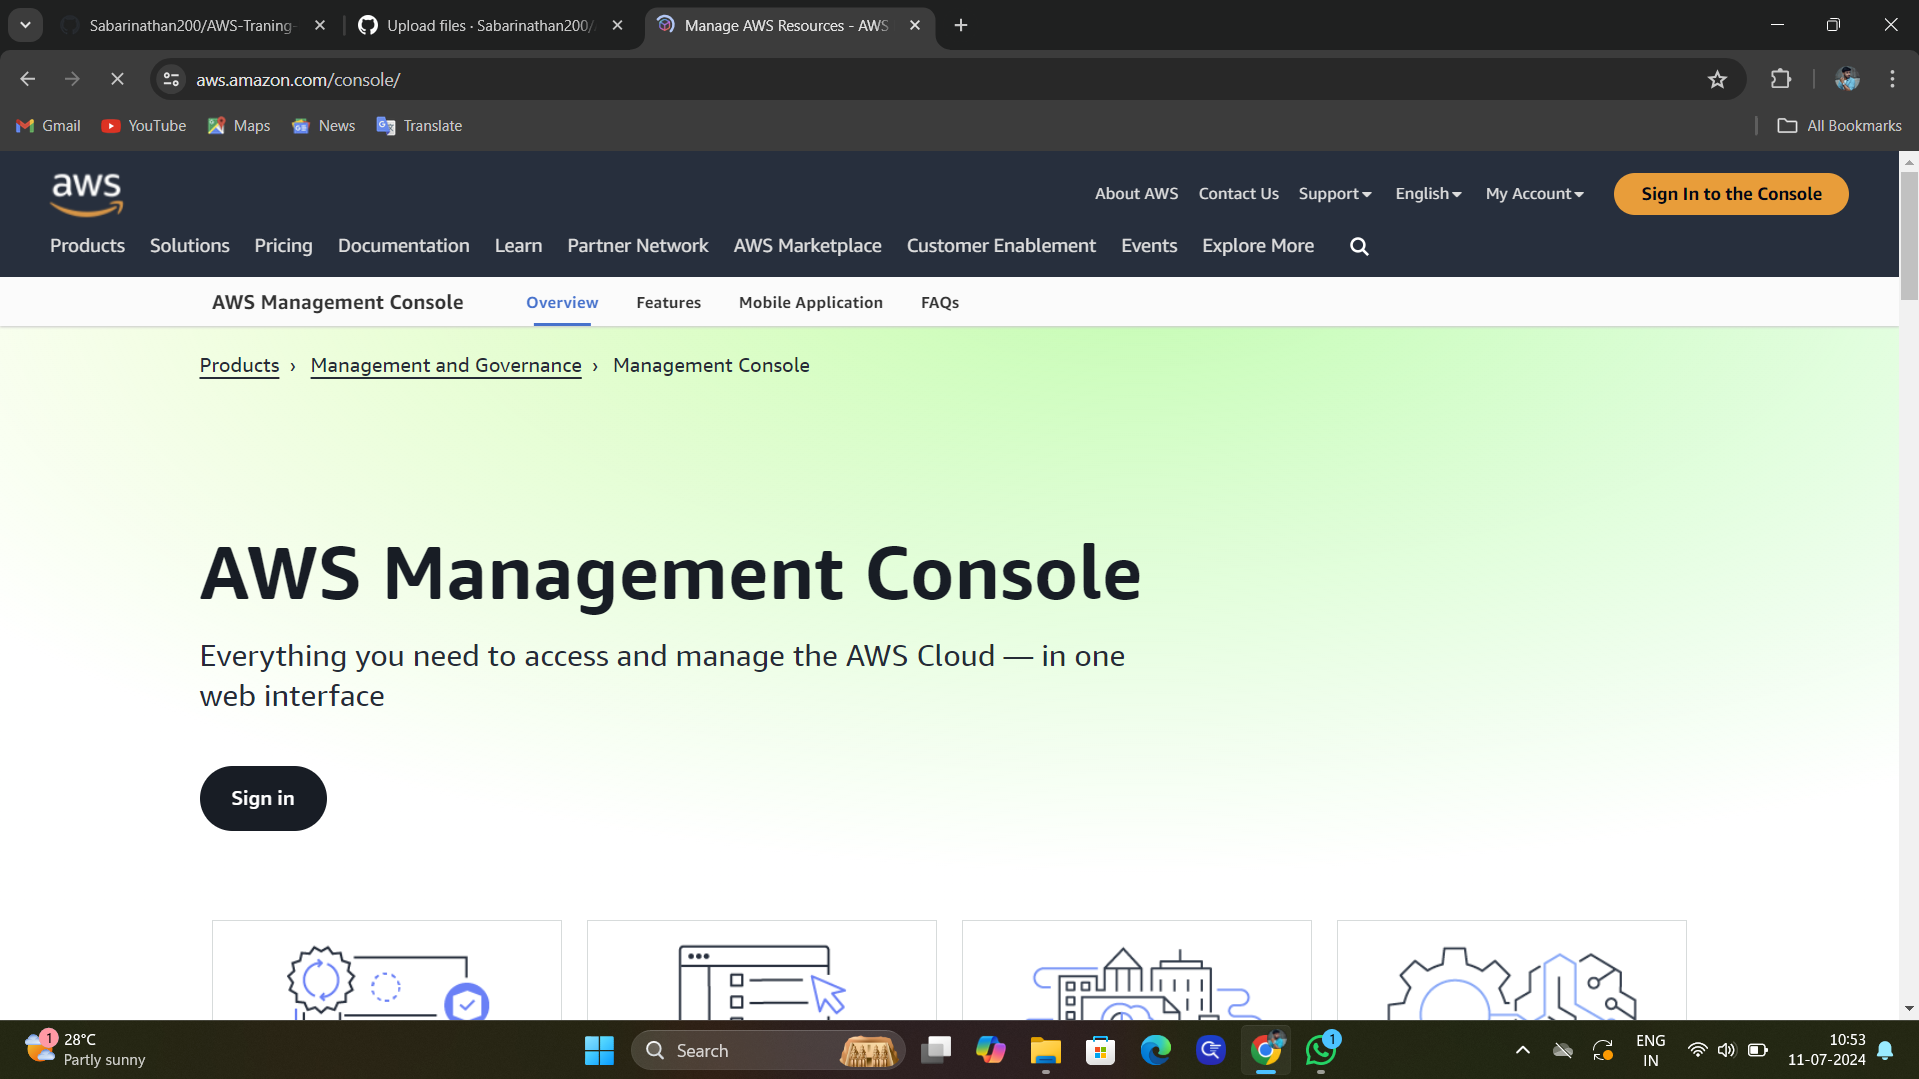 Sabarinathan200/AWS-Traning-
Upload files · Sabarinathan200/
Manage AWS Resources - AWS
aws.amazon.com/console/
Gmail
YouTube
Maps
News
Translate
All Bookmarks
aws
About AWS
Contact Us
Support
English
My Account
Sign In to the Console
Products
Solutions
Pricing
Documentation
Learn
Partner Network
AWS Marketplace
Customer Enablement
Events
Explore More
AWS Management Console
Overview
Features
Mobile Application
FAQs
Products › Management and Governance › Management Console
AWS Management Console
Everything you need to access and manage the AWS Cloud — in one
web interface
Sign in
1
28°C
Partly sunny
Search
1
ENG
IN
10:53
11-07-2024